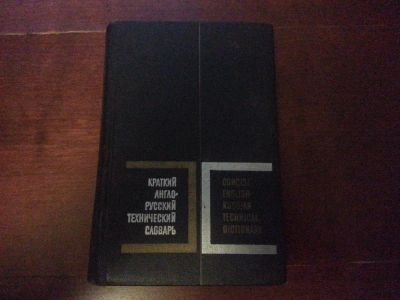 КРАТКИЙ
АНГЛО-
РУССКИЙ
ТЕХНИЧЕСКИЙ
СЛОВАРЬ
CONCISE
ENGLISH-
RUSSIAN
TECHNICAL
DICTIONARY